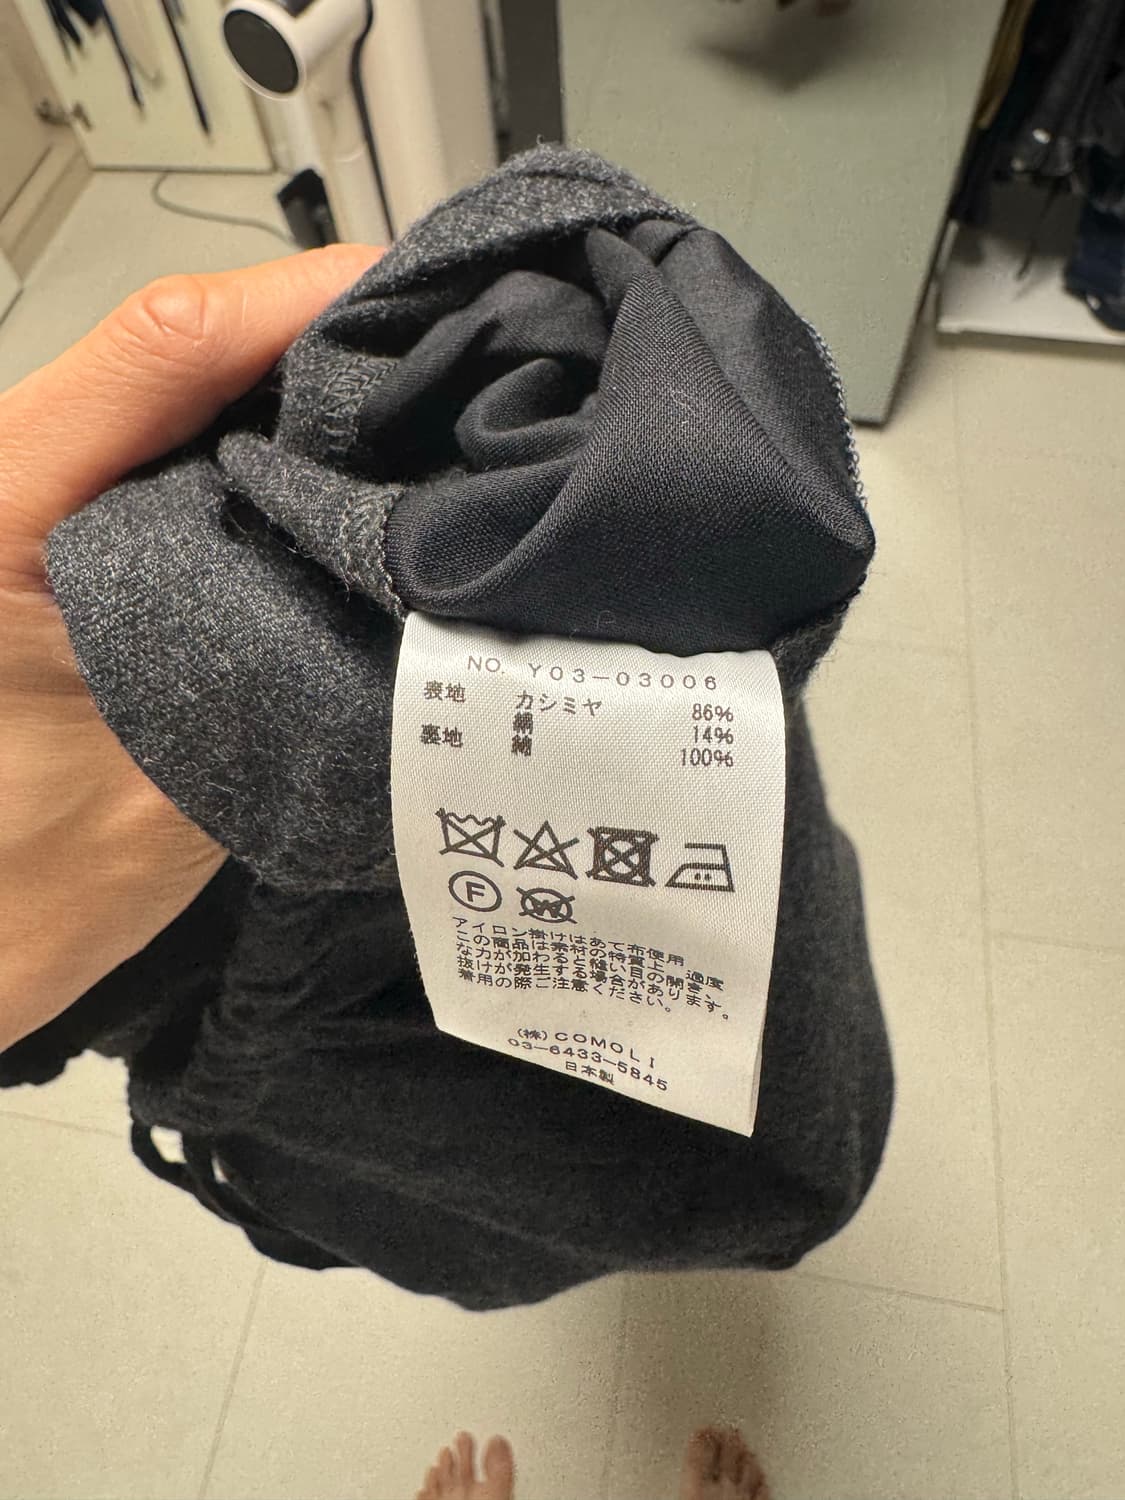 NO. Y03-03006
表地 カシミヤ 86%
綿 14%
裏地 綿 100%
F
W
アイロン掛けはあて布使用
この商品は素材の特質上、過度
な力が加わると縫い目の開き、
抜けが発生する場合があります。
着用の際ご注意ください。
(株)COMOLI
03-6433-5845
日本製